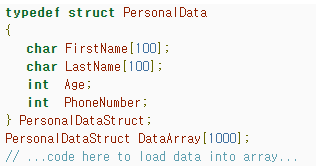 typedef struct PersonalData
{
char FirstName[100];
char LastName[100];
int Age;
int PhoneNumber;
} PersonalDataStruct;
PersonalDataStruct DataArray[1000];
// ...code here to load data into array...